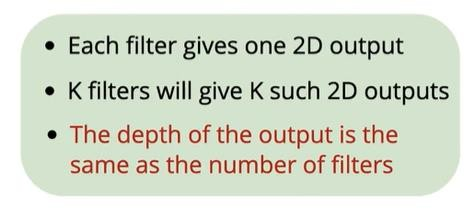 • Each filter gives one 2D output
• K filters will give K such 2D outputs
• The depth of the output is the
same as the number of filters